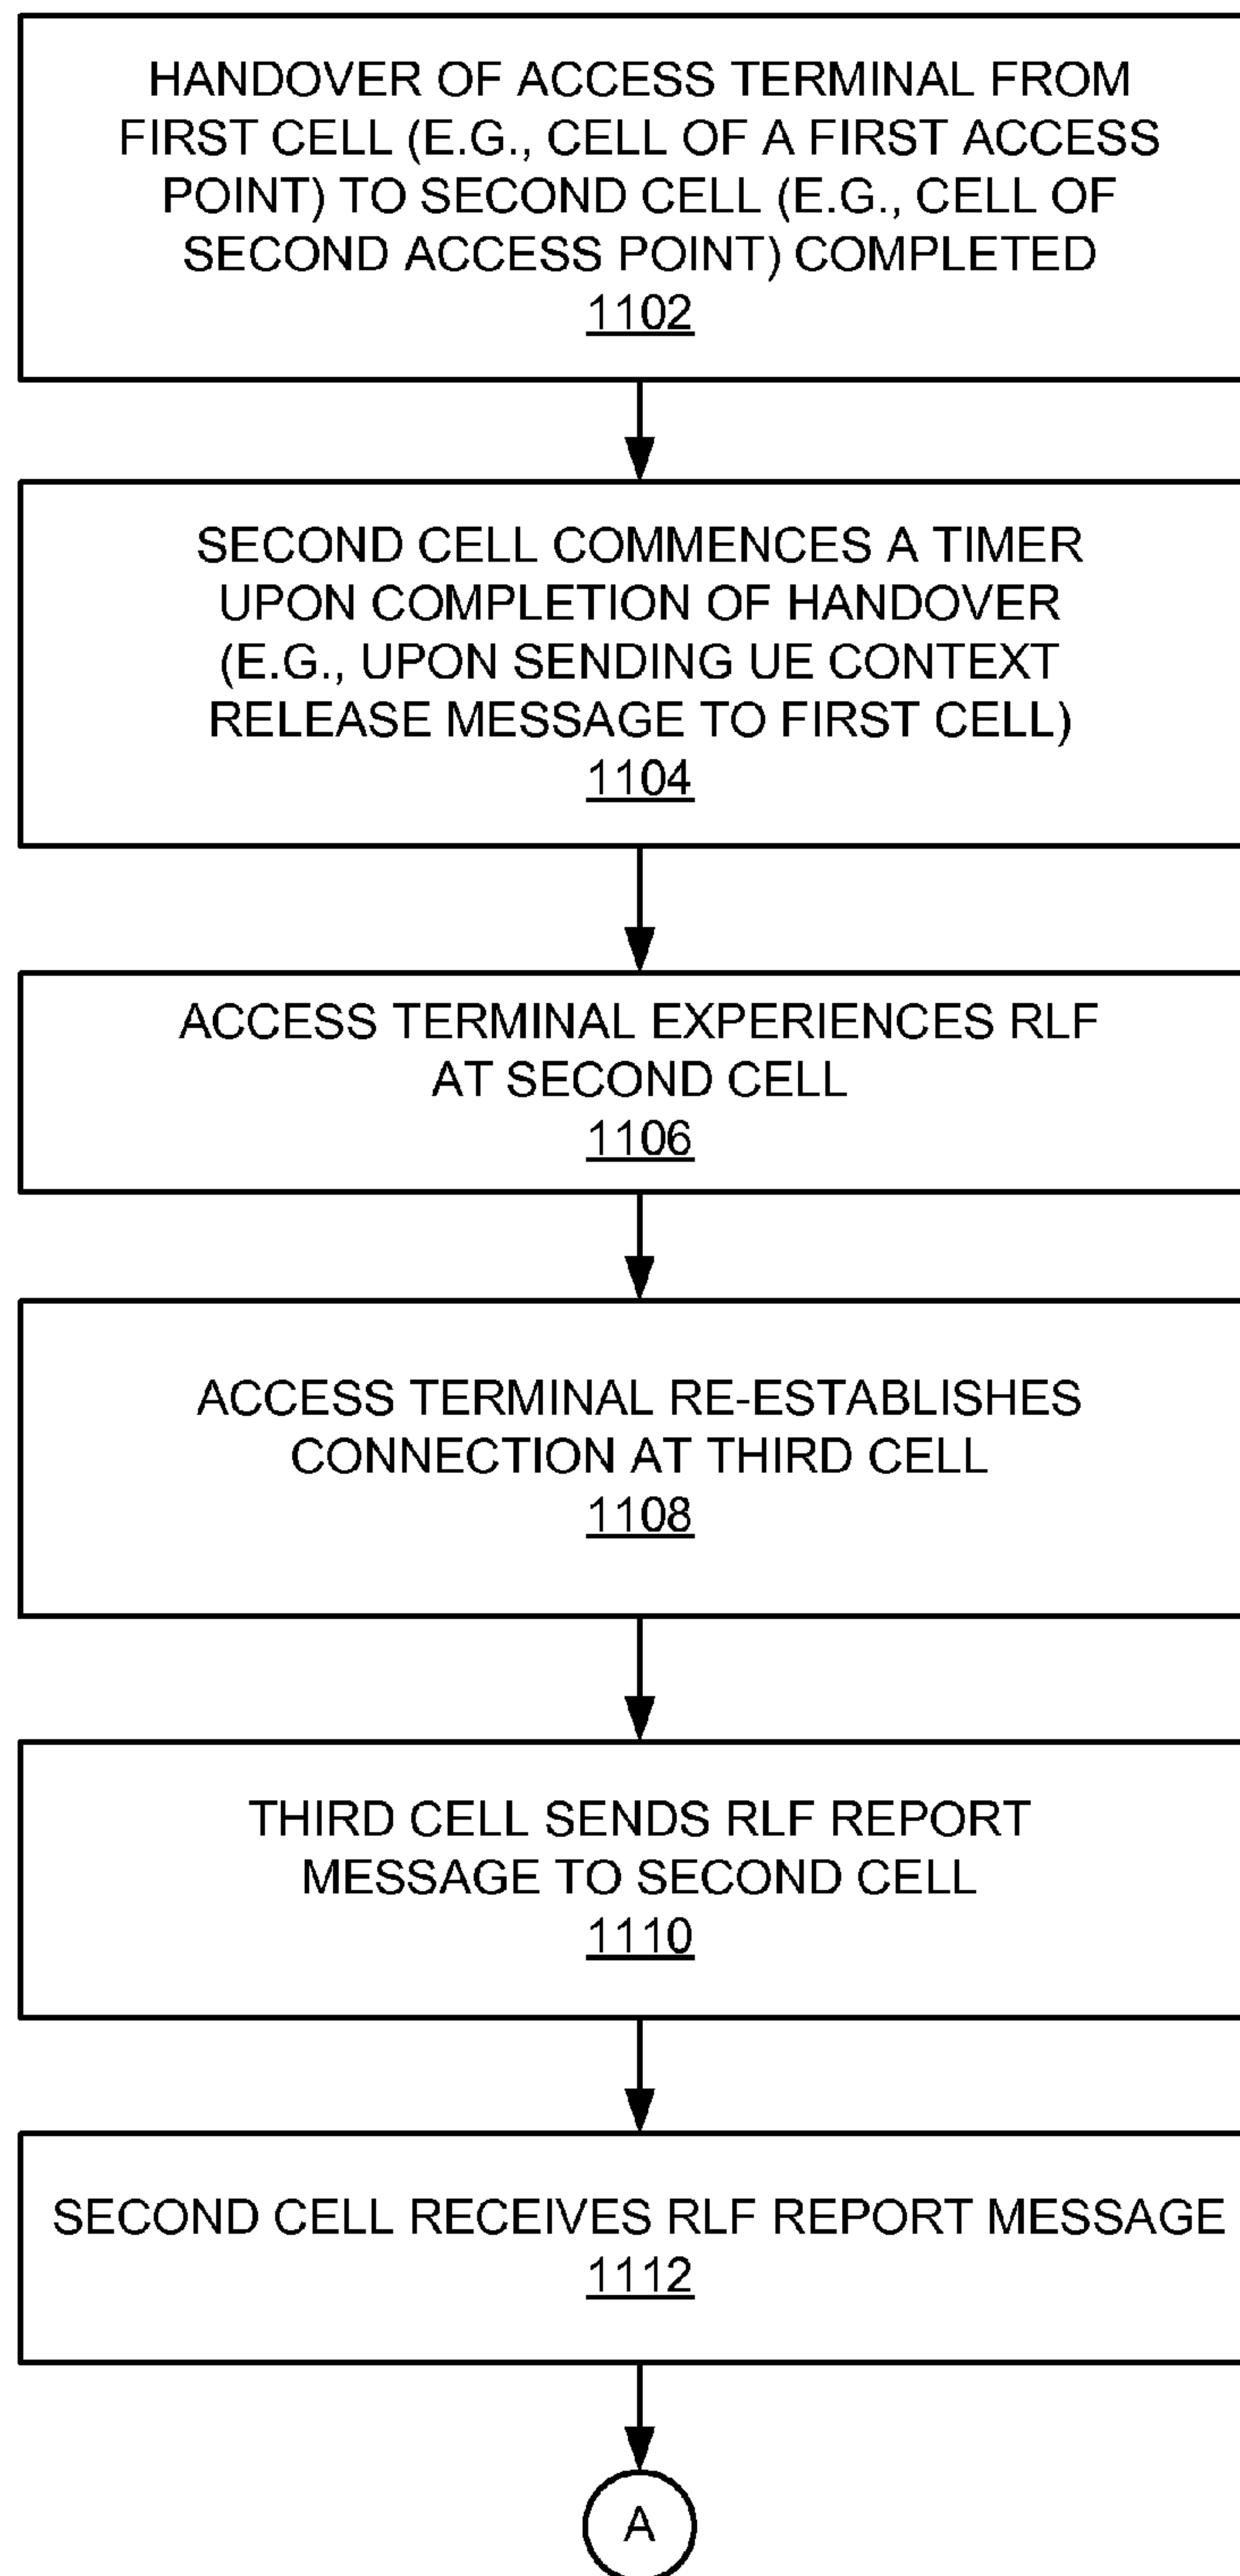 HANDOVER OF ACCESS TERMINAL FROM
FIRST CELL (E.G., CELL OF A FIRST ACCESS
POINT) TO SECOND CELL (E.G., CELL OF
SECOND ACCESS POINT) COMPLETED
1102
SECOND CELL COMMENCES A TIMER
UPON COMPLETION OF HANDOVER
(E.G., UPON SENDING UE CONTEXT
RELEASE MESSAGE TO FIRST CELL)
1104
ACCESS TERMINAL EXPERIENCES RLF
AT SECOND CELL
1106
ACCESS TERMINAL RE-ESTABLISHES
CONNECTION AT THIRD CELL
1108
THIRD CELL SENDS RLF REPORT
MESSAGE TO SECOND CELL
1110
SECOND CELL RECEIVES RLF REPORT MESSAGE
1112
A